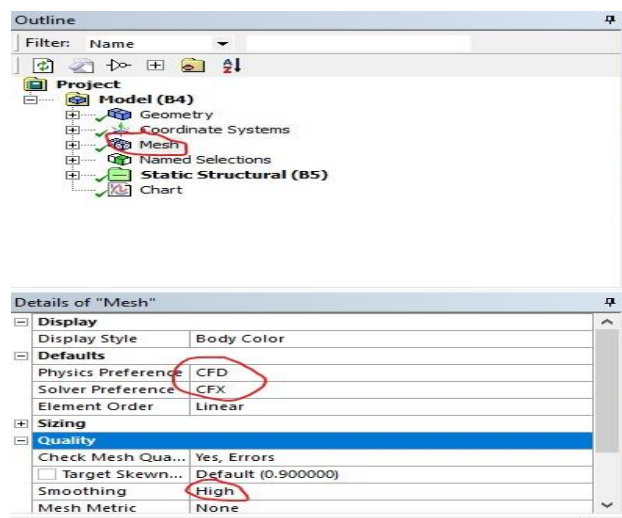 Outline
Filter: Name
Project
Model (B4)
Geometry
Coordinate Systems
Mesh
Named Selections
Static Structural (B5)
Chart
Details of "Mesh"
Display
Display Style Body Color
Defaults
Physics Preference CFD
Solver Preference CFX
Element Order Linear
Sizing
Quality
Check Mesh Qua... Yes, Errors
Target Skewn... Default (0.900000)
Smoothing High
Mesh Metric None